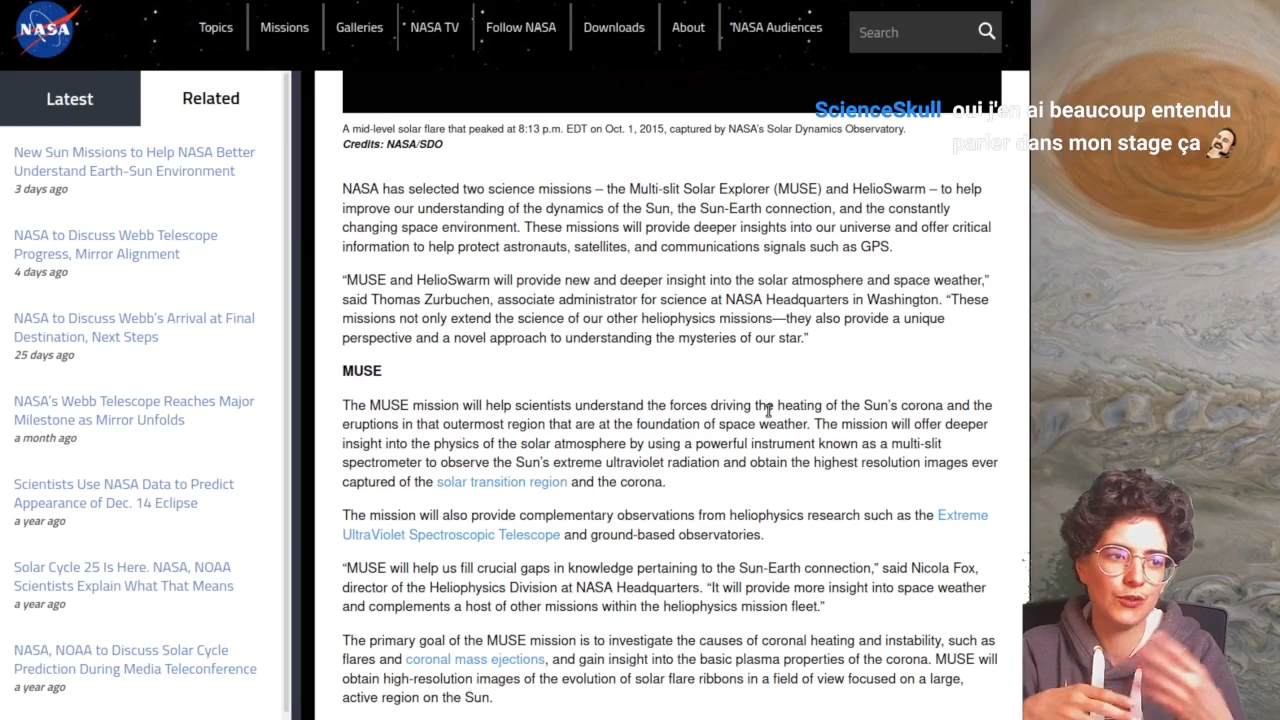 NASA
Topics
Missions
Galleries
NASA TV
Follow NASA
Downloads
About
NASA Audiences
Search
Latest
Related
New Sun Missions to Help NASA Better
Understand Earth-Sun Environment
3 days ago
NASA to Discuss Webb Telescope
Progress, Mirror Alignment
4 days ago
NASA to Discuss Webb's Arrival at Final
Destination, Next Steps
25 days ago
NASA's Webb Telescope Reaches Major
Milestone as Mirror Unfolds
a month ago
Scientists Use NASA Data to Predict
Appearance of Dec. 14 Eclipse
a year ago
Solar Cycle 25 Is Here. NASA, NOAA
Scientists Explain What That Means
a year ago
NASA, NOAA to Discuss Solar Cycle
Prediction During Media Teleconference
a year ago
A mid-level solar flare that peaked at 8:13 p.m. EDT on Oct. 1, 2015, captured by NASA's Solar Dynamics Observatory.
Credits: NASA/SDO
NASA has selected two science missions – the Multi-slit Solar Explorer (MUSE) and HelioSwarm – to help
improve our understanding of the dynamics of the Sun, the Sun-Earth connection, and the constantly
changing space environment. These missions will provide deeper insights into our universe and offer critical
information to help protect astronauts, satellites, and communications signals such as GPS.
“MUSE and HelioSwarm will provide new and deeper insight into the solar atmosphere and space weather,”
said Thomas Zurbuchen, associate administrator for science at NASA Headquarters in Washington. “These
missions not only extend the science of our other heliophysics missions—they also provide a unique
perspective and a novel approach to understanding the mysteries of our star.”
MUSE
The MUSE mission will help scientists understand the forces driving the heating of the Sun's corona and the
eruptions in that outermost region that are at the foundation of space weather. The mission will offer deeper
insight into the physics of the solar atmosphere by using a powerful instrument known as a multi-slit
spectrometer to observe the Sun's extreme ultraviolet radiation and obtain the highest resolution images ever
captured of the solar transition region and the corona.
The mission will also provide complementary observations from heliophysics research such as the Extreme
UltraViolet Spectroscopic Telescope and ground-based observatories.
“MUSE will help us fill crucial gaps in knowledge pertaining to the Sun-Earth connection,” said Nicola Fox,
director of the Heliophysics Division at NASA Headquarters. “It will provide more insight into space weather
and complements a host of other missions within the heliophysics mission fleet.”
The primary goal of the MUSE mission is to investigate the causes of coronal heating and instability, such as
flares and coronal mass ejections, and gain insight into the basic plasma properties of the corona. MUSE will
obtain high-resolution images of the evolution of solar flare ribbons in a field of view focused on a large,
active region on the Sun.
ScienceSkull oui j'en ai beaucoup entendu
parler dans mon stage ça